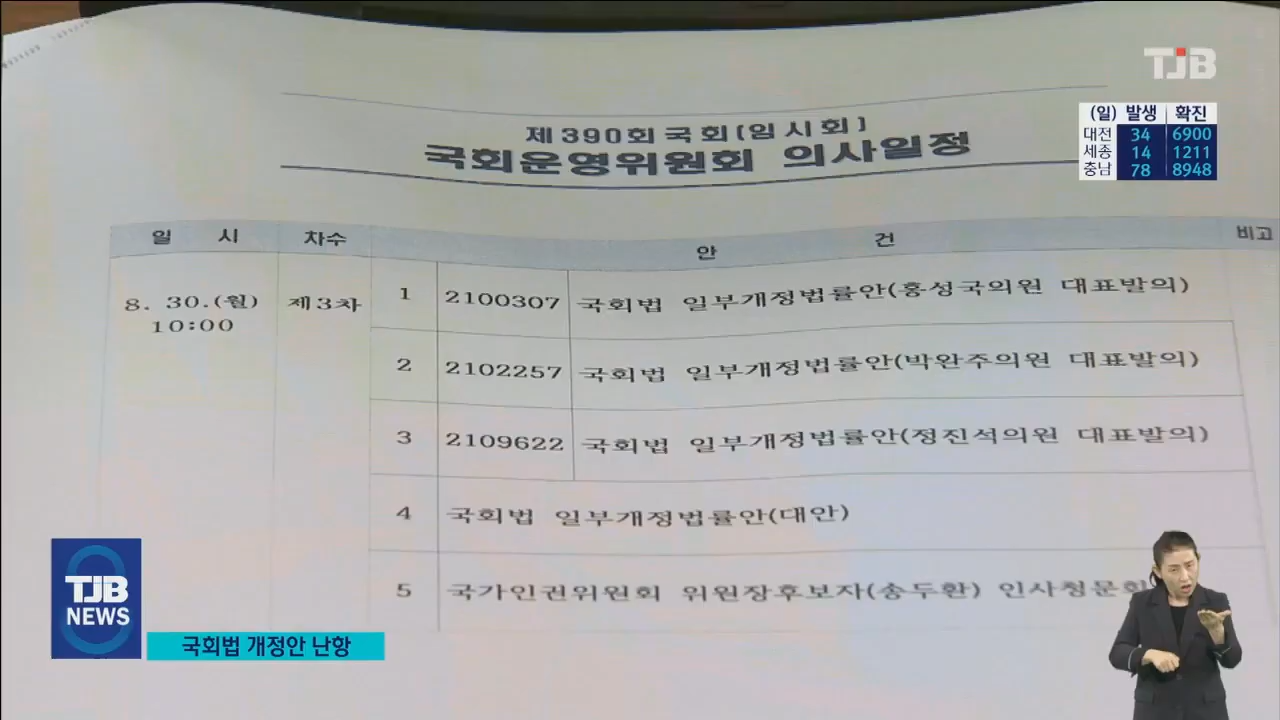 TJB
(일) 발생 확진
대전 34 6900
세종 14 1211
충남 78 8948
제390회국회(임시회)
국회운영위원회 의사일정
일 시 차수 안 건 비고
8. 30.(월) 10:00 제3차
1 2100307 국회법 일부개정법률안(홍성국의원 대표발의)
2 2102257 국회법 일부개정법률안(박완주의원 대표발의)
3 2109622 국회법 일부개정법률안(정진석의원 대표발의)
4 국회법 일부개정법률안(대안)
5 국가인권위원회 위원장후보자(송두환) 인사청문회
TJB
NEWS
국회법 개정안 난항